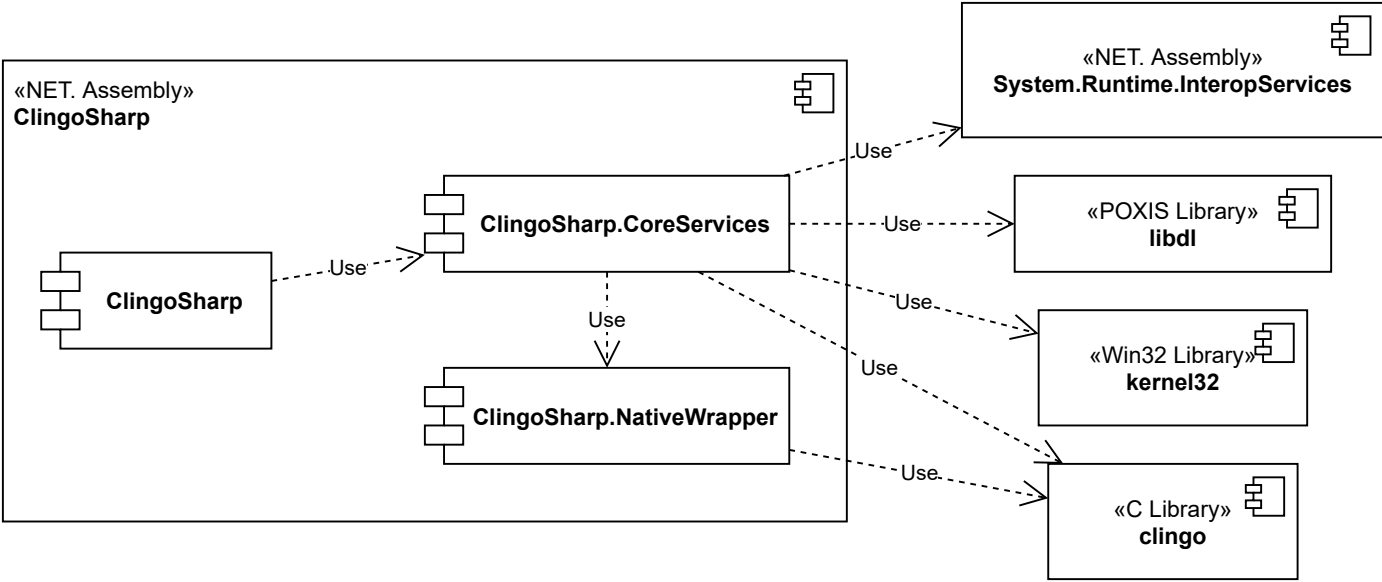 «NET. Assembly»
System.Runtime.InteropServices
«NET. Assembly»
ClingoSharp
Use
«POXIS Library»
libdl
ClingoSharp.CoreServices
Use
Use
ClingoSharp
Use
Use
«Win32 Library»
kernel32
Use
Use
ClingoSharp.NativeWrapper
Use
«C Library»
clingo